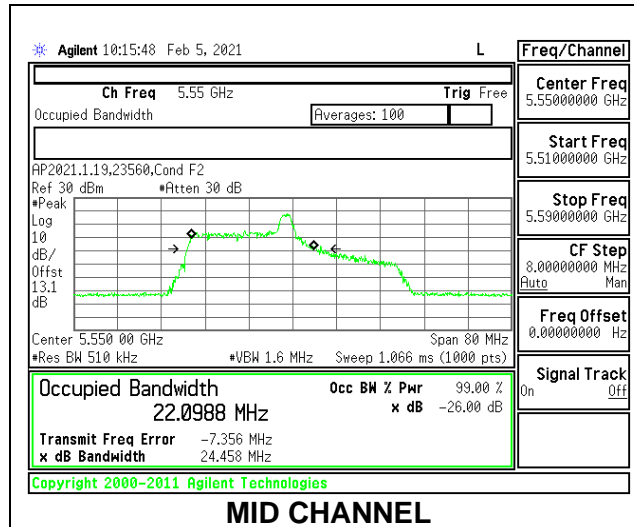 Agilent 10:15:48 Feb 5, 2021 L
Ch Freq 5.55 GHz Trig Free
Occupied Bandwidth Averages: 100
AP2021.1.19,23560,Cond F2
Ref 30 dBm #Atten 30 dB
#Peak
Log
10
dB/
Offst
13.1
dB
Center 5.550 00 GHz Span 80 MHz
#Res BW 510 kHz #VBW 1.6 MHz Sweep 1.066 ms (1000 pts)
Occupied Bandwidth Occ BW % Pwr 99.00 %
22.0988 MHz x dB -26.00 dB
Transmit Freq Error -7.356 MHz
x dB Bandwidth 24.458 MHz
Copyright 2000-2011 Agilent Technologies
Freq/Channel
Center Freq
5.55000000 GHz
Start Freq
5.51000000 GHz
Stop Freq
5.59000000 GHz
CF Step
8.00000000 MHz
Auto Man
Freq Offset
0.00000000 Hz
Signal Track
On Off
MID CHANNEL